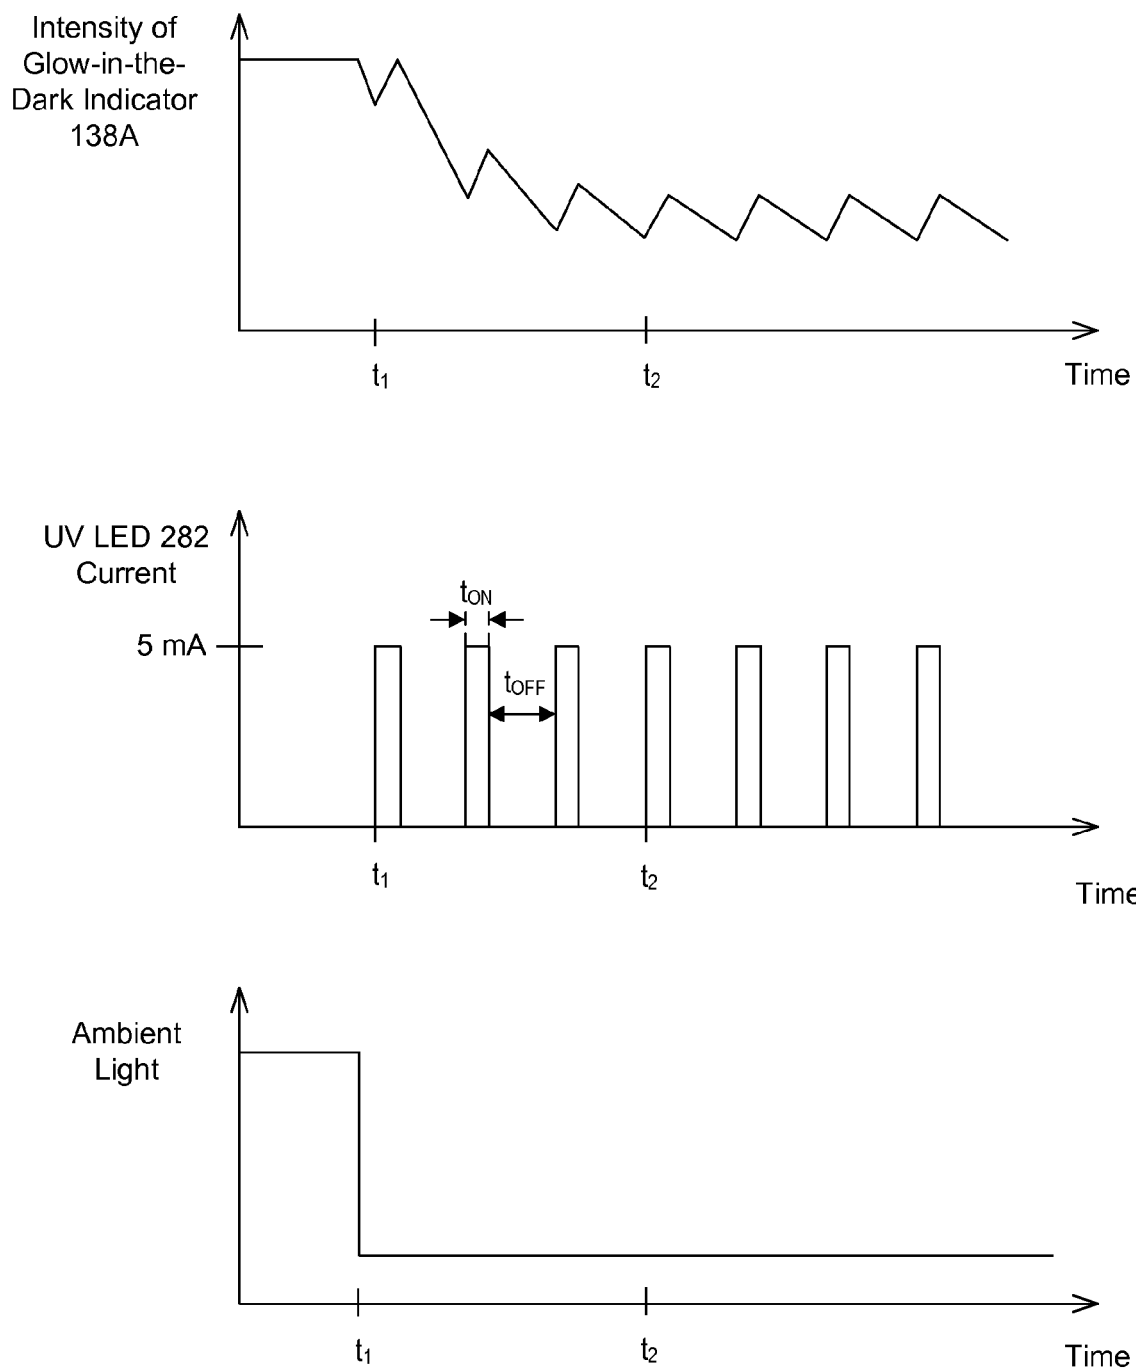 Intensity of
Glow-in-the-
Dark Indicator
138A
t1
t2
Time
UV LED 282
Current
tON
5 mA
tOFF
t1
t2
Time
Ambient
Light
t1
t2
Time